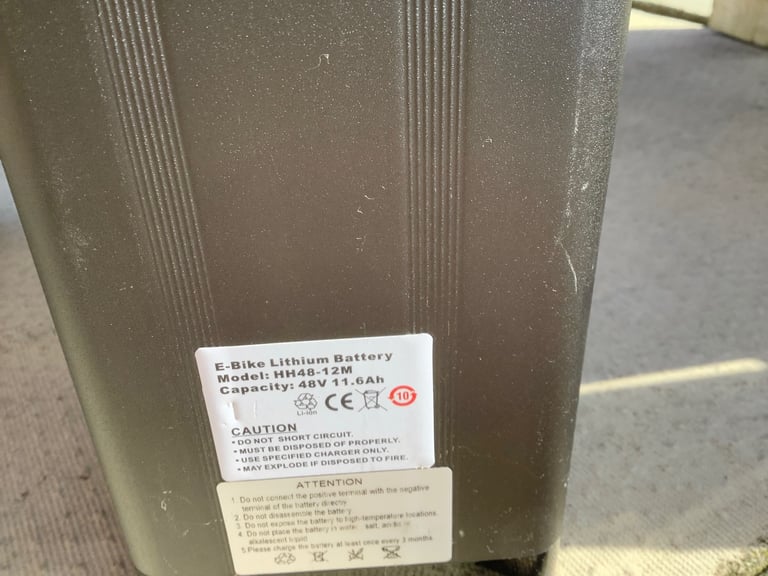 E-Bike Lithium Battery
Model: HH48-12M
Capacity: 48V 11.6Ah
Li-ion
CE
10
CAUTION
• DO NOT SHORT CIRCUIT.
• MUST BE DISPOSED OF PROPERLY.
• USE SPECIFIED CHARGER ONLY.
• MAY EXPLODE IF DISPOSED TO FIRE.
ATTENTION
1. Do not connect the positive terminal with the negative
terminal of the battery directly
2. Do not disassemble the battery
3. Do not expose the battery to high-temperature locations.
4. Do not place the battery in water, salt, acidic or
alkalescent liquid
5.Please charge the battery at least once every 3 months